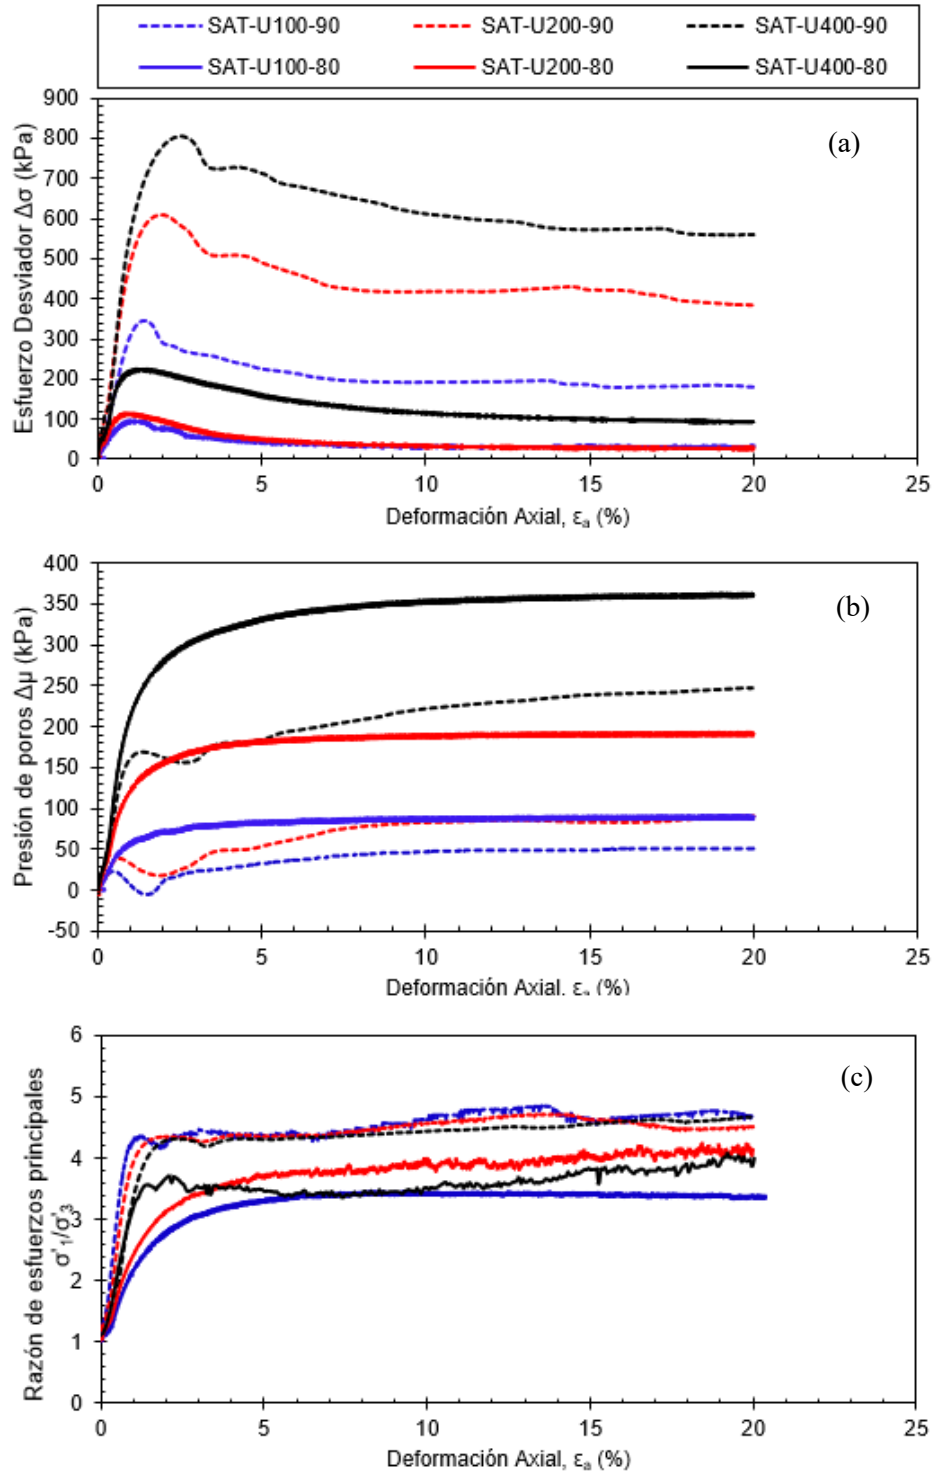 SAT-U100-90 SAT-U200-90 SAT-U400-90
SAT-U100-80 SAT-U200-80 SAT-U400-80
900
800
700
600
500
400
300
200
100
0
Esfuerzo Desviador Δσ (kPa)
(a)
0 5 10 15 20 25
Deformación Axial, εa (%)
400
350
300
250
200
150
100
50
0
-50
Presión de poros Δμ (kPa)
(b)
0 5 10 15 20 25
Deformación Axial. εa (%)
6
5
4
3
2
1
0
Razón de esfuerzos principales
σ'1/σ'3
(c)
0 5 10 15 20 25
Deformación Axial, εa (%)